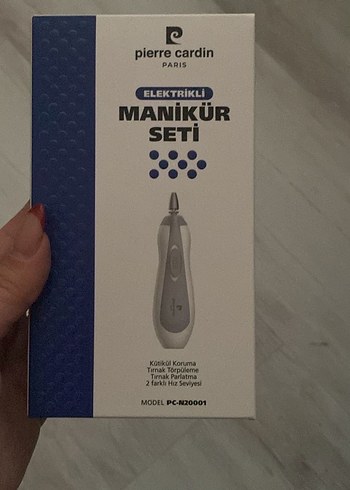 pierre cardin
PARIS
ELEKTRİKLİ
MANİKÜR
SETİ
Kütikül Koruma
Tırnak Törpüleme
Tırnak Parlatma
2 farklı Hız Seviyesi
MODEL PC-N20001